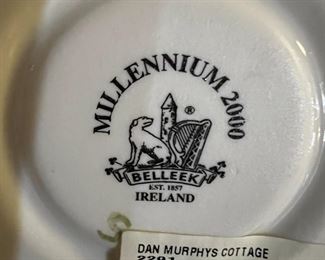 MILLENNIUM 2000
®
BELLEEK
EST. 1857
IRELAND
DAN MURPHYS COTTAGE